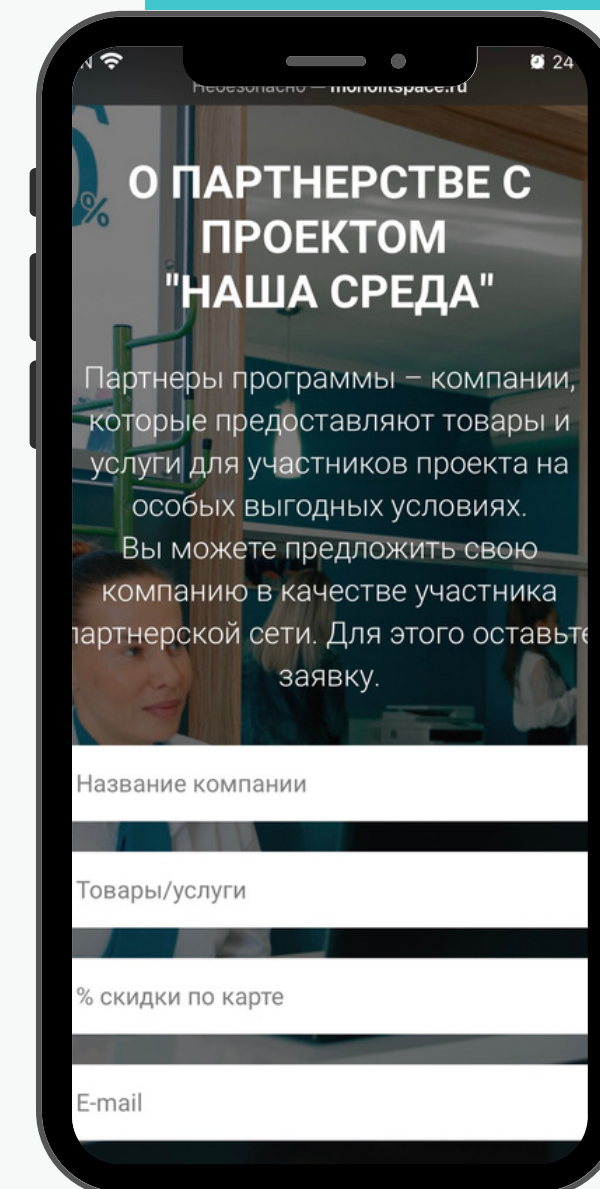 24
Небезопасно — monolitspace.ru
%
О ПАРТНЕРСТВЕ С
ПРОЕКТОМ
"НАША СРЕДА"
Партнеры программы – компании,
которые предоставляют товары и
услуги для участников проекта на
особых выгодных условиях.
Вы можете предложить свою
компанию в качестве участника
партнерской сети. Для этого оставьте
заявку.
Название компании
Товары/услуги
% скидки по карте
E-mail